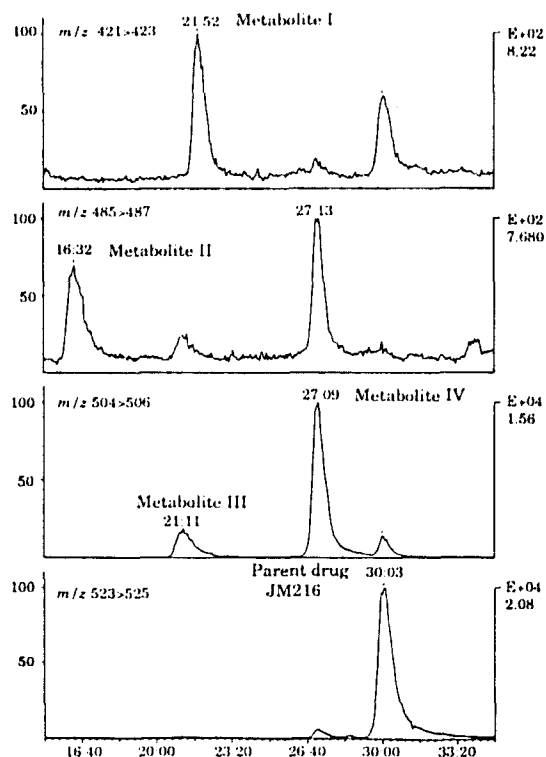 21:52 Metabolite I
100 m/z 421>423 E+02
8.22
50
100 m/z 485>487 27:13 E+02
7.680
16:32 Metabolite II
50
100 m/z 504>506 27:09 Metabolite IV E+04
1.56
50 Metabolite III
21:11
Parent drug 30:03
JM216
100 m/z 523>525 E+04
2.08
50
16:40 20:00 23:20 26:40 30:00 33:20